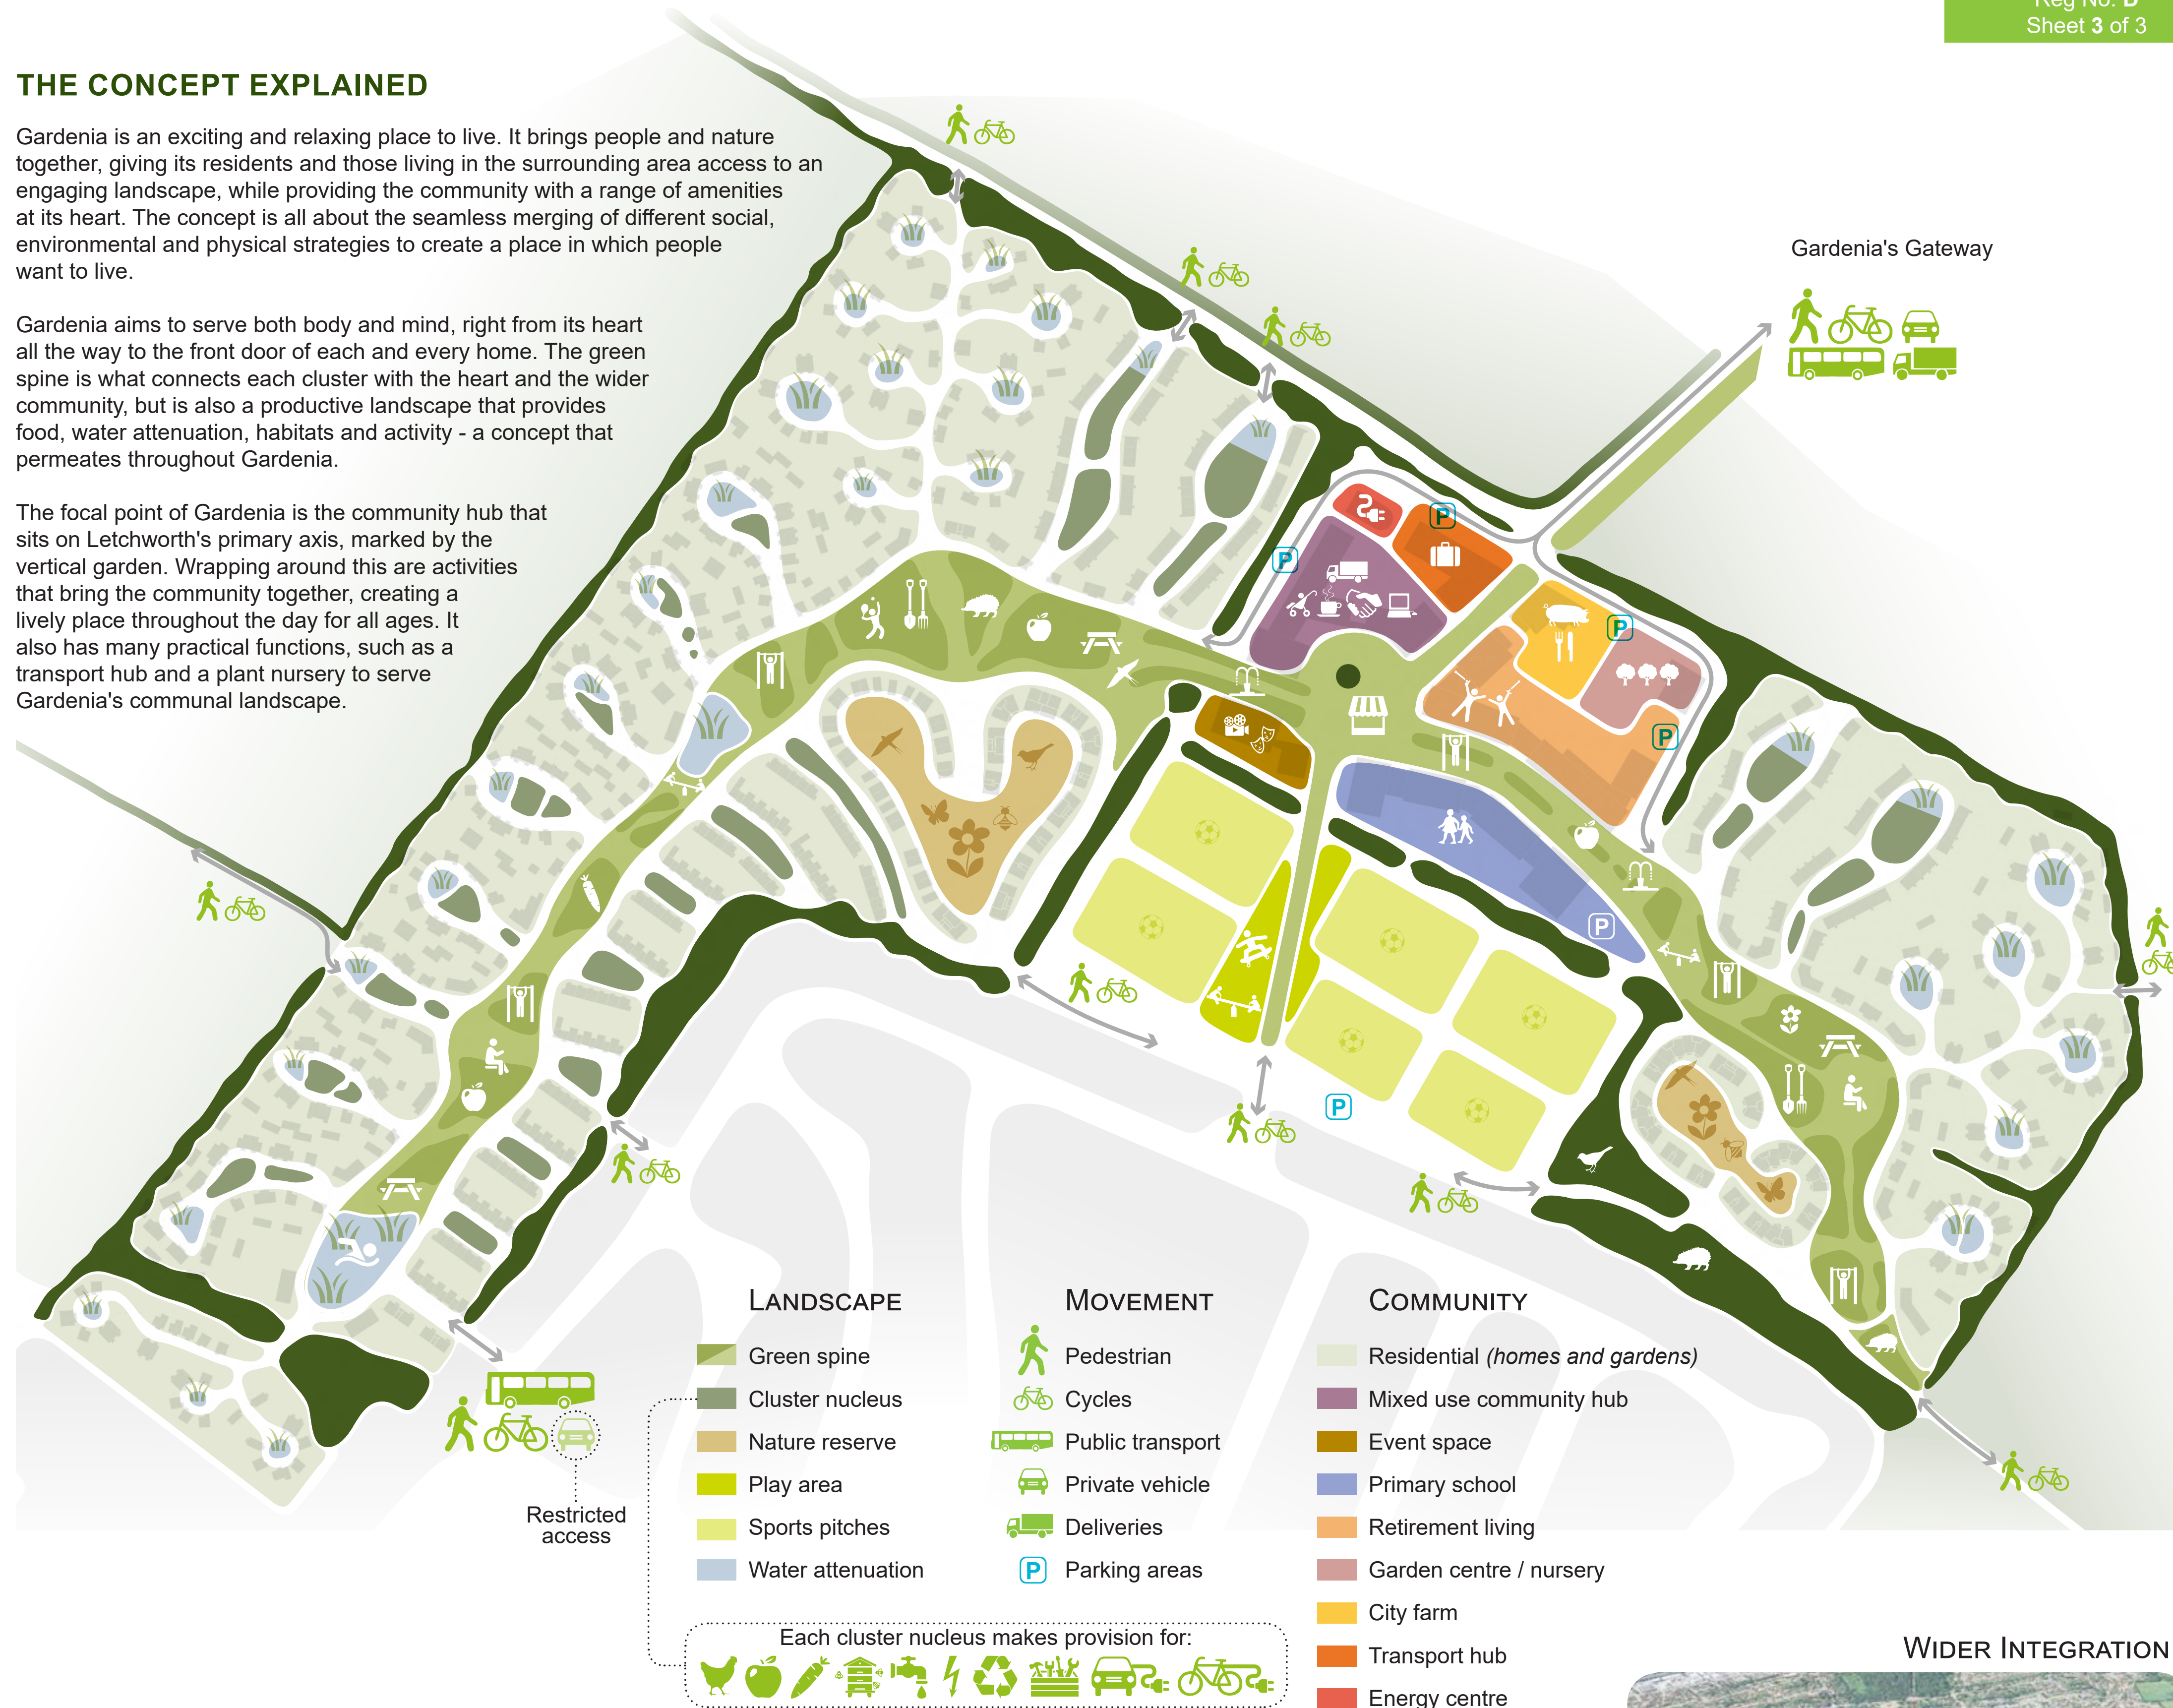 Reg No. D
Sheet 3 of 3
THE CONCEPT EXPLAINED
Gardenia is an exciting and relaxing place to live. It brings people and nature
together, giving its residents and those living in the surrounding area access to an
engaging landscape, while providing the community with a range of amenities
at its heart. The concept is all about the seamless merging of different social,
environmental and physical strategies to create a place in which people
want to live.
Gardenia aims to serve both body and mind, right from its heart
all the way to the front door of each and every home. The green
spine is what connects each cluster with the heart and the wider
community, but is also a productive landscape that provides
food, water attenuation, habitats and activity - a concept that
permeates throughout Gardenia.
The focal point of Gardenia is the community hub that
sits on Letchworth's primary axis, marked by the
vertical garden. Wrapping around this are activities
that bring the community together, creating a
lively place throughout the day for all ages. It
also has many practical functions, such as a
transport hub and a plant nursery to serve
Gardenia's communal landscape.
Gardenia's Gateway
P
P
P
P
P
P
Restricted
access
LANDSCAPE
Green spine
Cluster nucleus
Nature reserve
Play area
Sports pitches
Water attenuation
MOVEMENT
Pedestrian
Cycles
Public transport
Private vehicle
Deliveries
P Parking areas
COMMUNITY
Residential (homes and gardens)
Mixed use community hub
Event space
Primary school
Retirement living
Garden centre / nursery
City farm
Transport hub
Energy centre
Each cluster nucleus makes provision for:
WIDER INTEGRATION